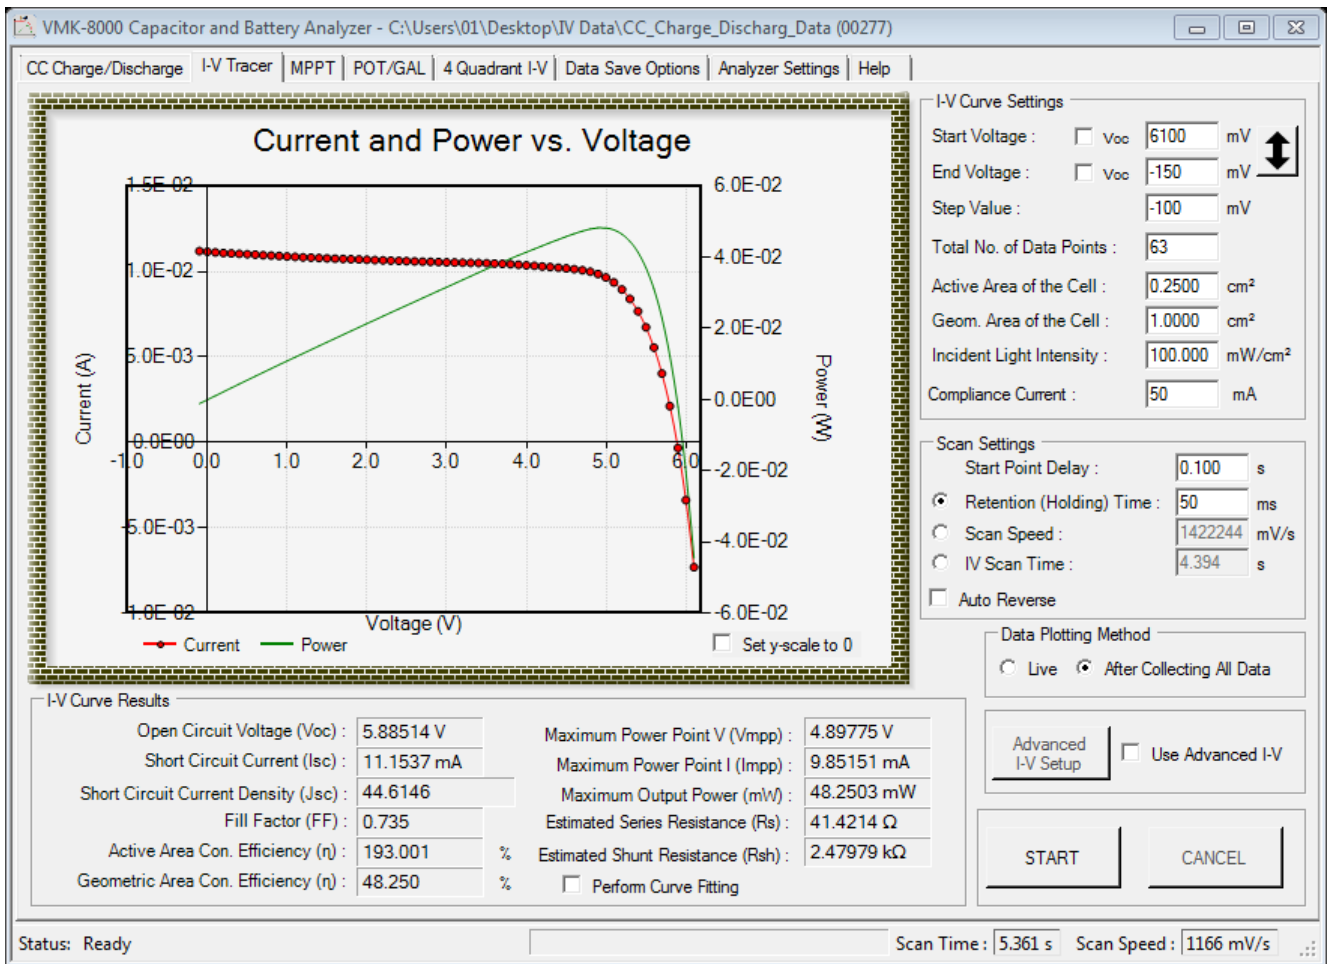 VMK-8000 Capacitor and Battery Analyzer - C:\Users\01\Desktop\IV Data\CC_Charge_Discharg_Data (00277)
CC Charge/Discharge I-V Tracer MPPT POT/GAL 4 Quadrant I-V Data Save Options Analyzer Settings Help
Current and Power vs. Voltage
1.5E-02
1.0E-02
5.0E-03
0.0E00
-5.0E-03
-1.0E-02
Current (A)
-1.0 0.0 1.0 2.0 3.0 4.0 5.0 6.0
Voltage (V)
6.0E-02
4.0E-02
2.0E-02
0.0E00
-2.0E-02
-4.0E-02
-6.0E-02
Power (W)
Current Power
Set y-scale to 0
I-V Curve Settings
Start Voltage : Voc 6100 mV
End Voltage : Voc -150 mV
Step Value : -100 mV
Total No. of Data Points : 63
Active Area of the Cell : 0.2500 cm²
Geom. Area of the Cell : 1.0000 cm²
Incident Light Intensity : 100.000 mW/cm²
Compliance Current : 50 mA
Scan Settings
Start Point Delay : 0.100 s
Retention (Holding) Time : 50 ms
Scan Speed : 1422244 mV/s
IV Scan Time : 4.394 s
Auto Reverse
Data Plotting Method
Live After Collecting All Data
Advanced
I-V Setup
Use Advanced I-V
START CANCEL
I-V Curve Results
Open Circuit Voltage (Voc) : 5.88514 V
Short Circuit Current (Isc) : 11.1537 mA
Short Circuit Current Density (Jsc) : 44.6146
Fill Factor (FF) : 0.735
Active Area Con. Efficiency (η) : 193.001 %
Geometric Area Con. Efficiency (η) : 48.250 %
Maximum Power Point V (Vmpp) : 4.89775 V
Maximum Power Point I (Impp) : 9.85151 mA
Maximum Output Power (mW) : 48.2503 mW
Estimated Series Resistance (Rs) : 41.4214 Ω
Estimated Shunt Resistance (Rsh) : 2.47979 kΩ
Perform Curve Fitting
Status: Ready
Scan Time : 5.361 s Scan Speed : 1166 mV/s